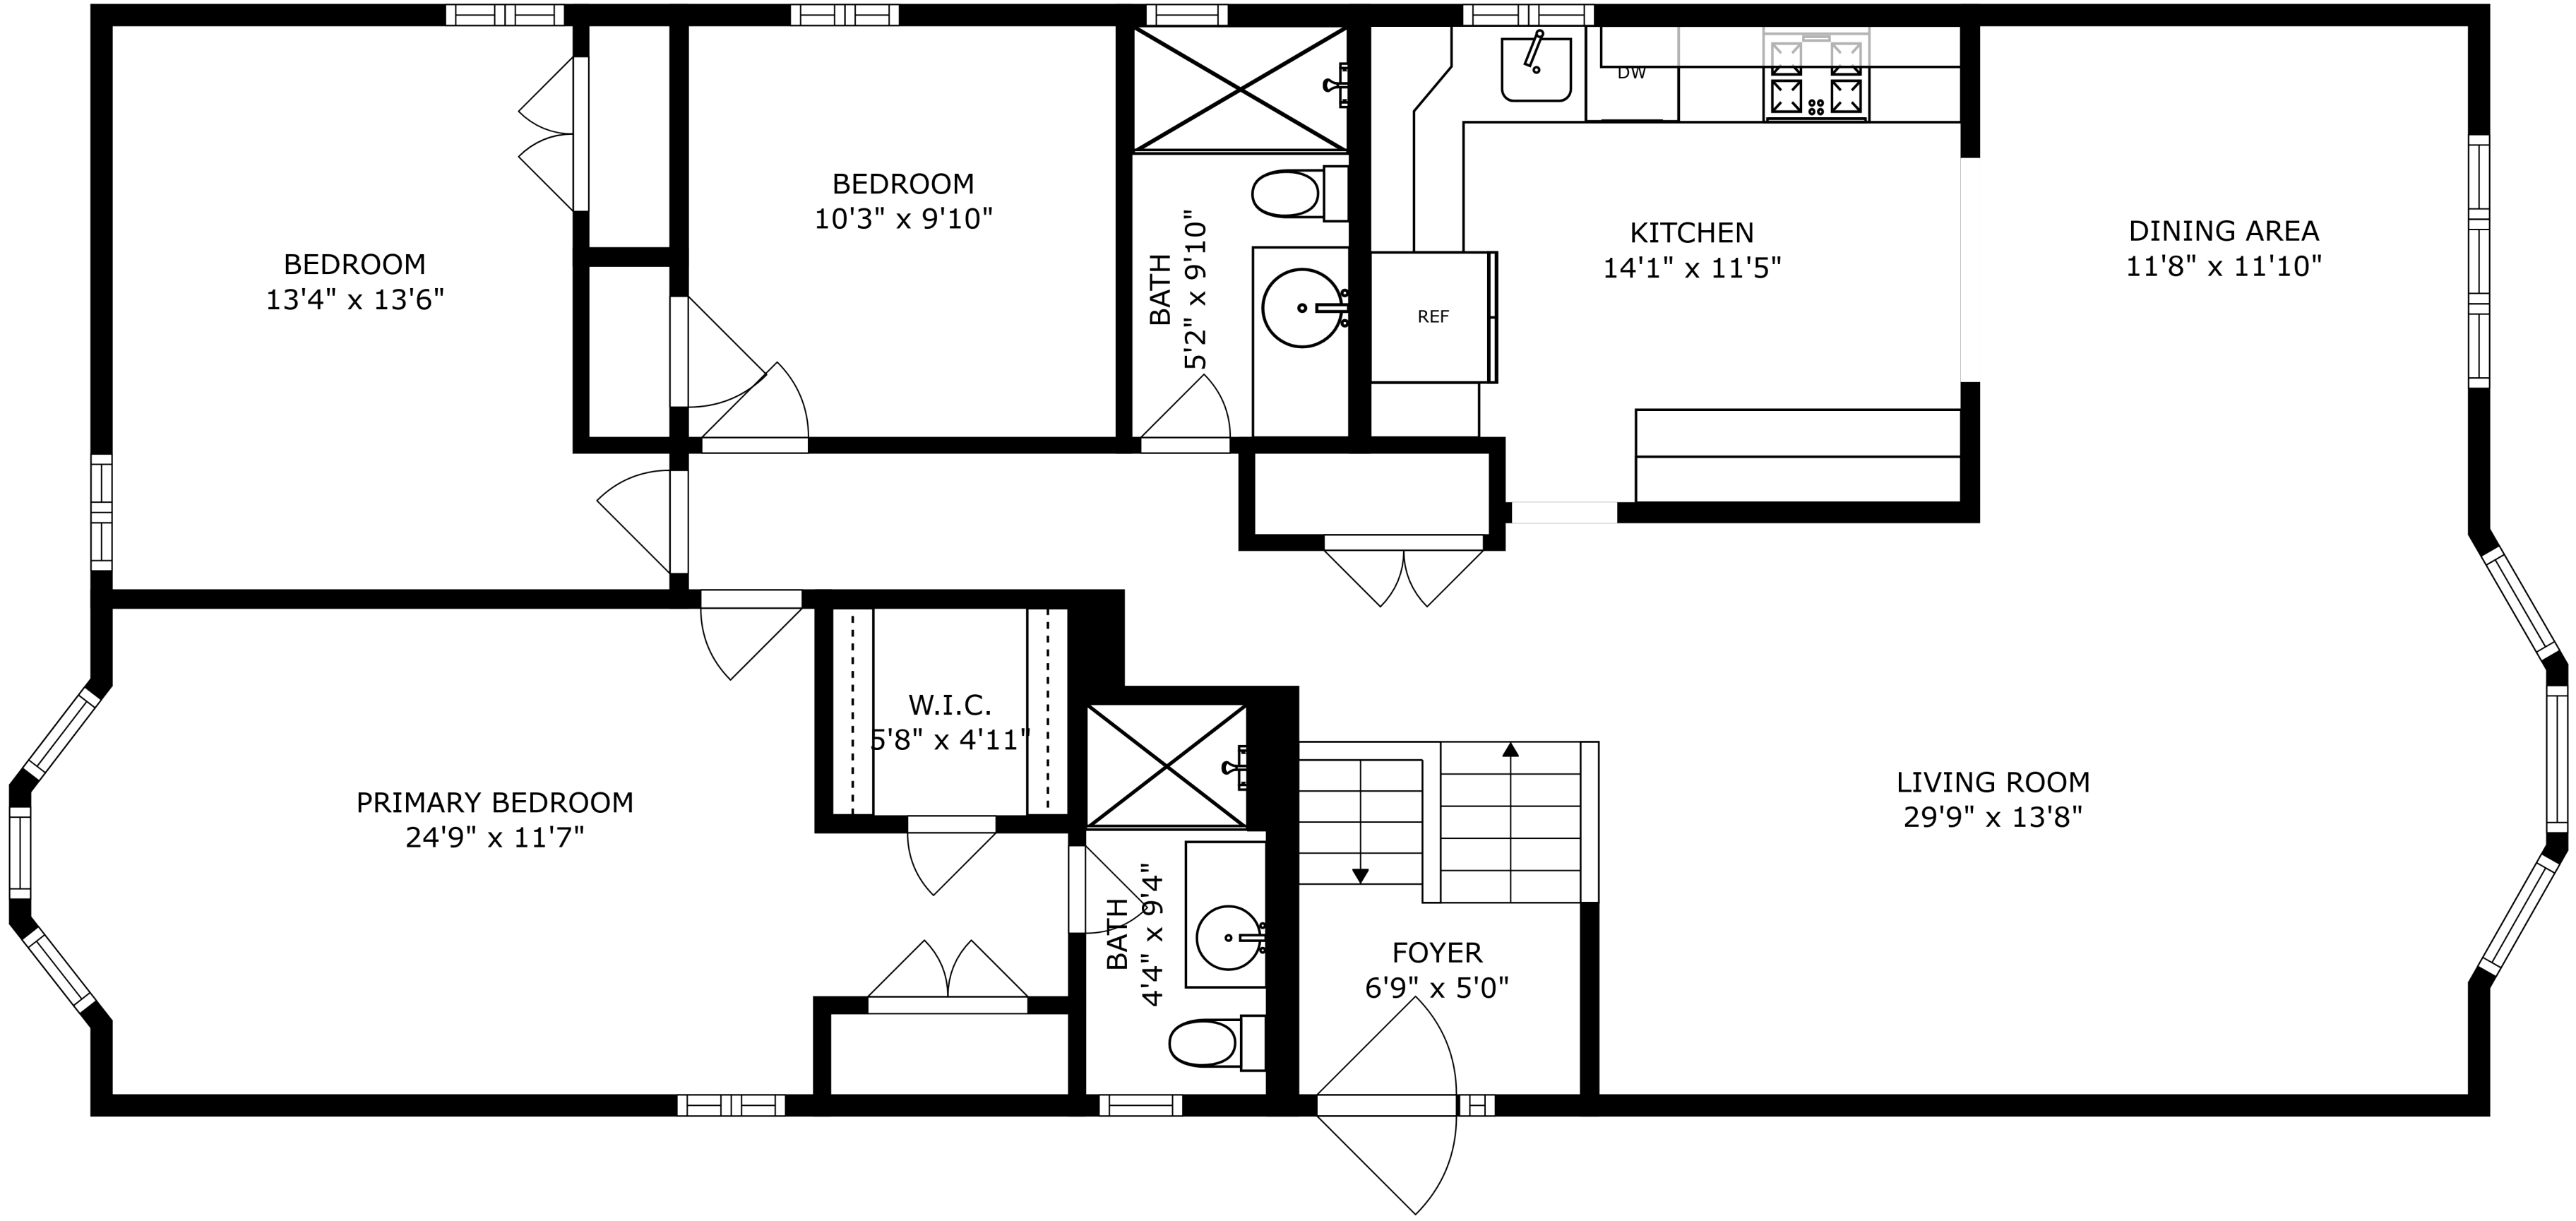 BEDROOM
13'4" x 13'6"
BEDROOM
10'3" x 9'10"
BATH
5'2" x 9'10"
DW
REF
KITCHEN
14'1" x 11'5"
DINING AREA
11'8" x 11'10"
PRIMARY BEDROOM
24'9" x 11'7"
W.I.C.
5'8" x 4'11"
BATH
4'4" x 9'4"
FOYER
6'9" x 5'0"
LIVING ROOM
29'9" x 13'8"